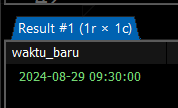 Result #1 (1r × 1c)
waktu_baru
2024-08-29 09:30:00